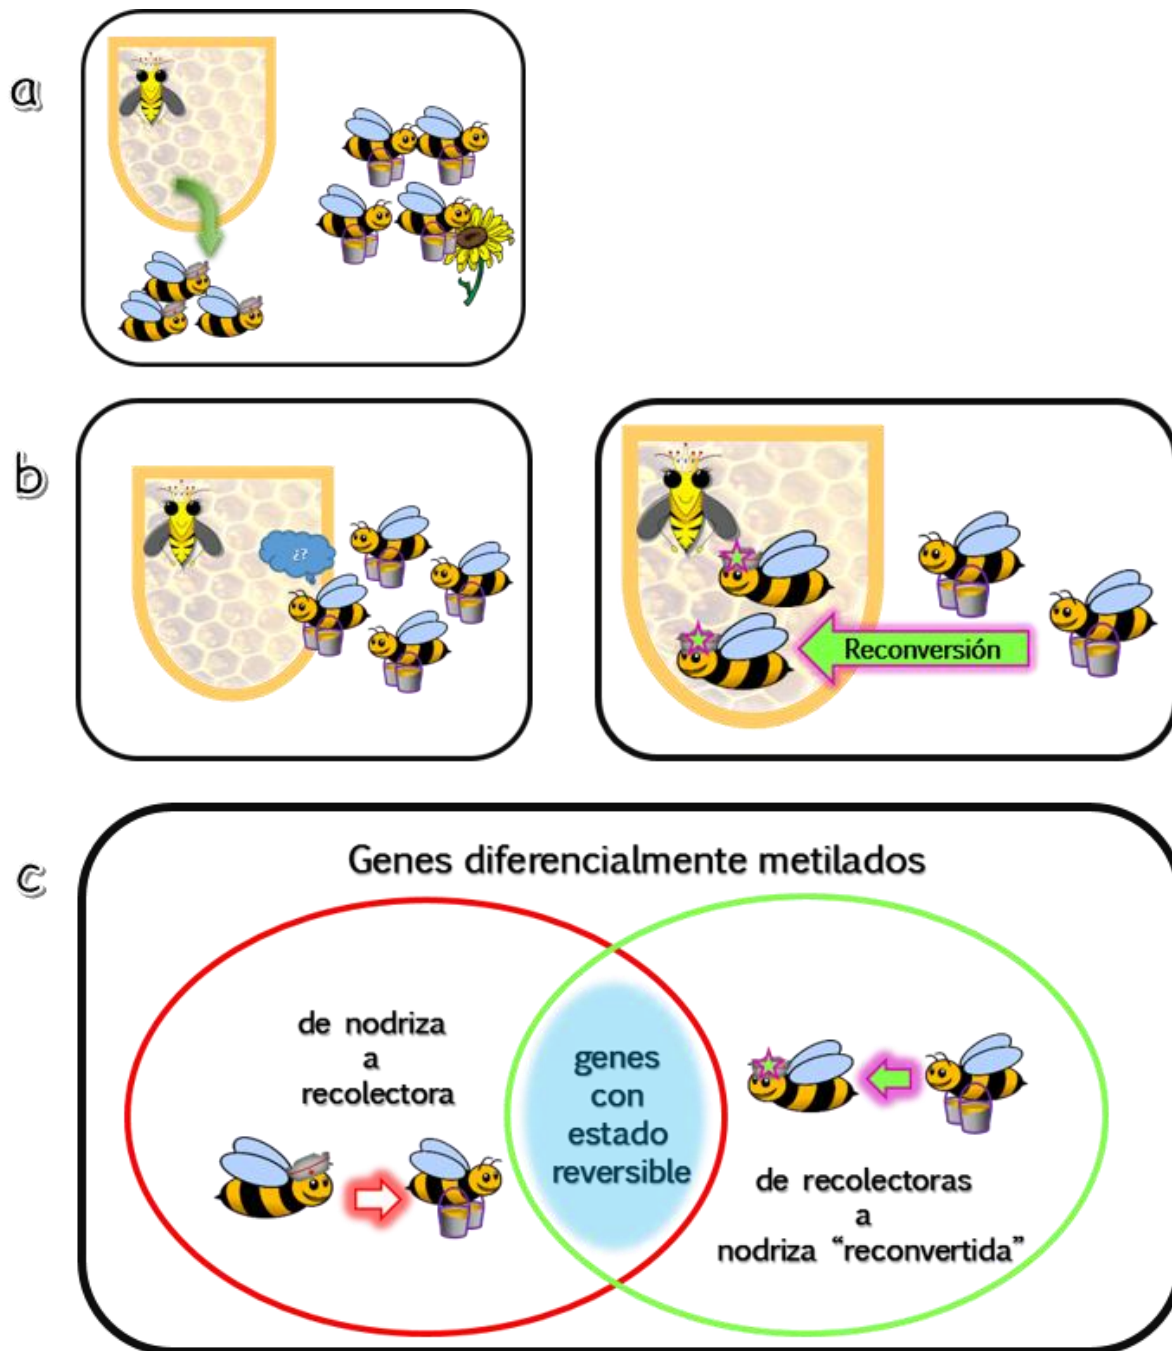 a
b
¿?
Reconversión
c
Genes diferencialmente metilados
de nodriza
a
recolectora
genes
con
estado
reversible
de recolectoras
a
nodriza “reconvertida”